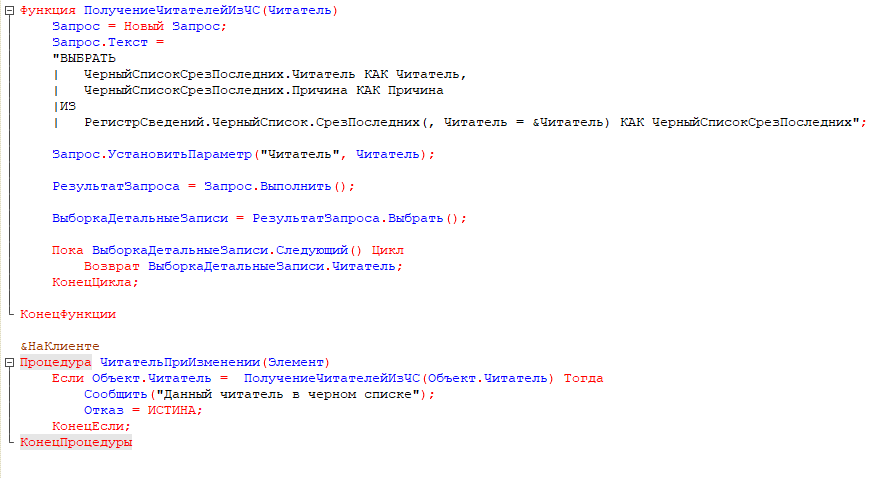 Функция ПолучениеЧитателейИзЧС(Читатель)
Запрос = Новый Запрос;
Запрос.Текст =
"ВЫБРАТЬ
|   ЧерныйСписокСрезПоследних.Читатель КАК Читатель,
|   ЧерныйСписокСрезПоследних.Причина КАК Причина
|ИЗ
|   РегистрСведений.ЧерныйСписок.СрезПоследних(, Читатель = &Читатель) КАК ЧерныйСписокСрезПоследних";
Запрос.УстановитьПараметр("Читатель", Читатель);
РезультатЗапроса = Запрос.Выполнить();
ВыборкаДетальныеЗаписи = РезультатЗапроса.Выбрать();
Пока ВыборкаДетальныеЗаписи.Следующий() Цикл
Возврат ВыборкаДетальныеЗаписи.Читатель;
КонецЦикла;
КонецФункции
&НаКлиенте
Процедура ЧитательПриИзменении(Элемент)
Если Объект.Читатель =  ПолучениеЧитателейИзЧС(Объект.Читатель) Тогда
Сообщить("Данный читатель в черном списке");
Отказ = ИСТИНА;
КонецЕсли;
КонецПроцедуры